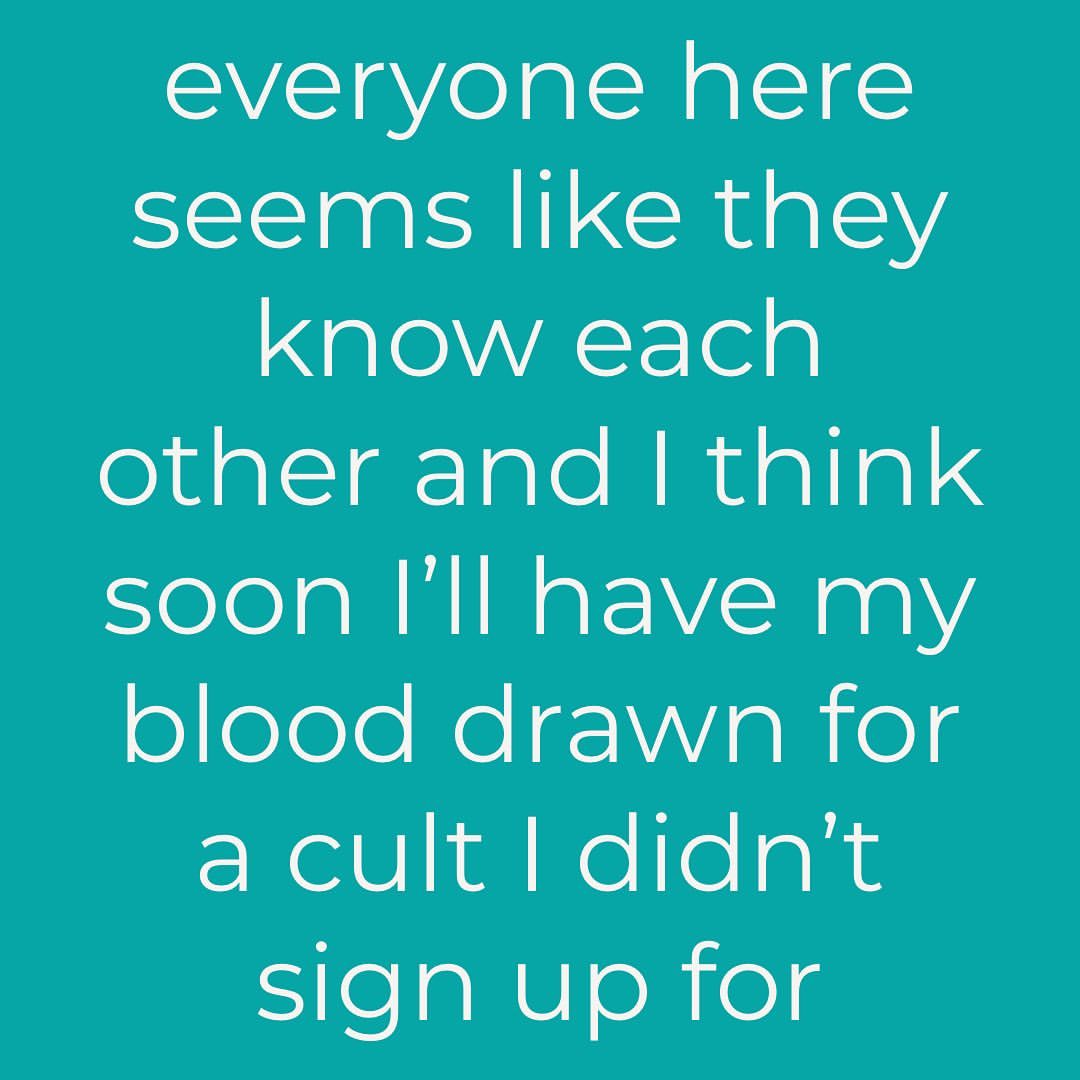 everyone here
seems like they
know each
other and I think
soon I’ll have my
blood drawn for
a cult I didn’t
sign up for